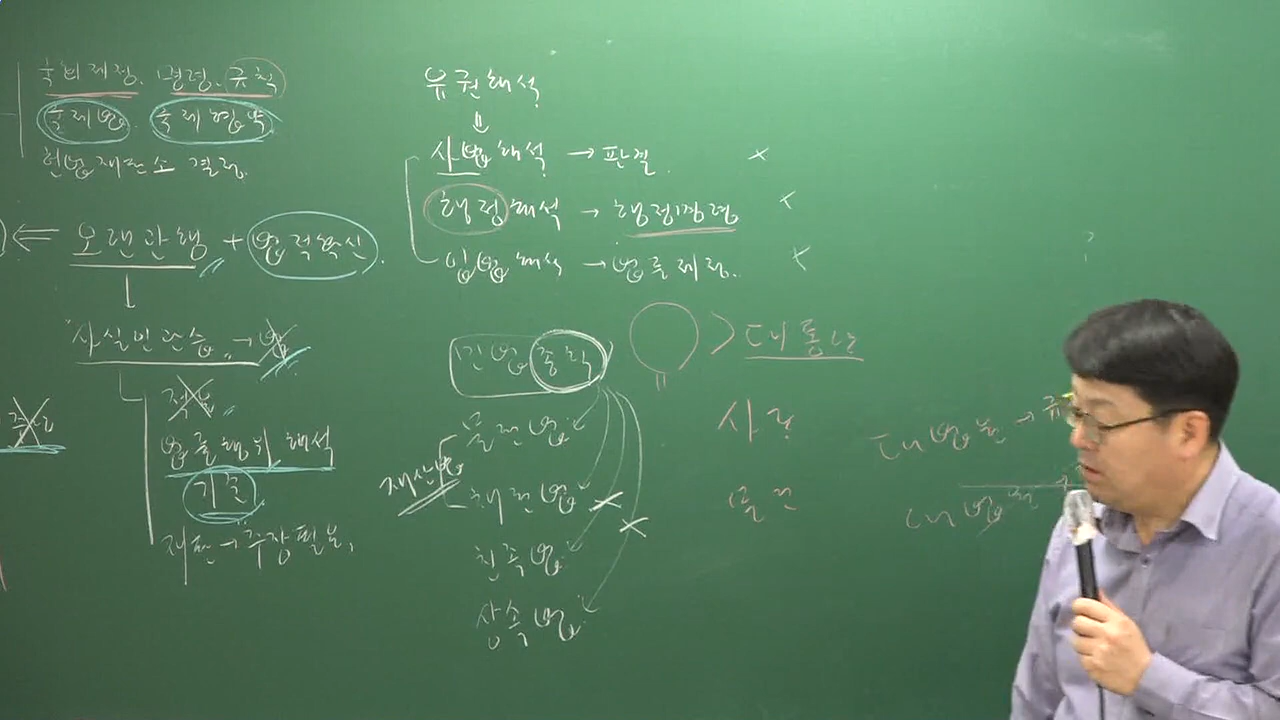 국회제정. 명령. 규칙
국제법. 국제협약
헌법재판소 결정.
오랜관행 + 법적확신.
사실인관습 → 법
법률행위 해석
기준
재판 → 주장필요.
유권해석
사법해석 → 판결.
행정해석 → 행정명령
입법해석 → 법률제정.
민법총칙
물권법
재산법
채권법
친족법
상속법
대통령
사건
물건
대법원 → 규
대법원